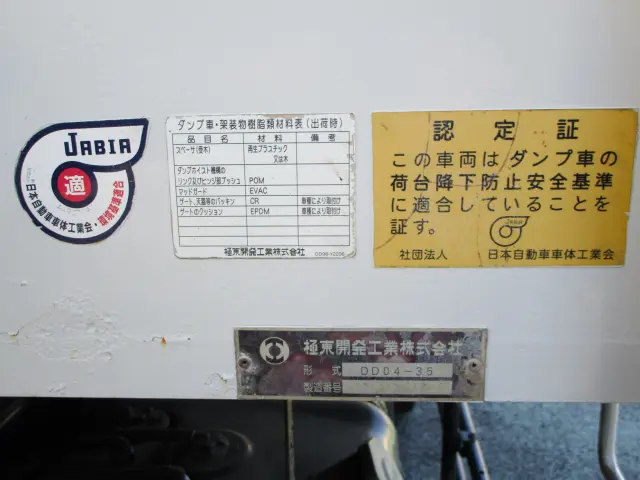 JABIA
適
日本自動車車体工業会・
ダンプ車・架装物樹脂類材料表(出荷時)
品目名 材料 備考
スペーサ(受木) 再生プラスチック
又は木
ダンプホイスト機構の
リンク及びヒンジ部ブッシュ POM
マッドガード EVAC
ゲート、天蓋等のパッキン CR 車種により取付け
ゲートのクッション EPDM 車種により取付け
極東開発工業株式会社
認定証
この車両はダンプ車の
荷台降下防止安全基準
に適合していることを
証す。
社団法人 日本自動車車体工業会
極東開発工業株式会社
形式 DD04-35
製造番号